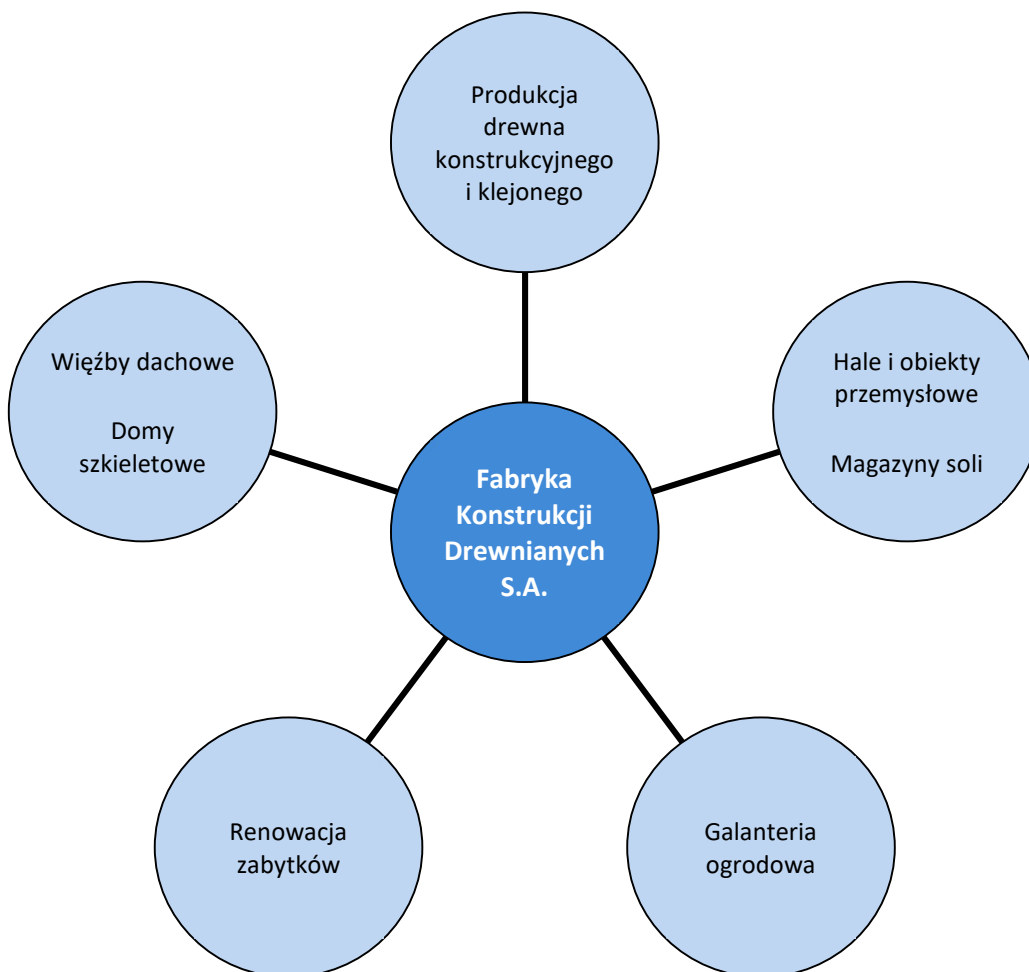 Produkcja
drewna
konstrukcyjnego
i klejonego
Więźby dachowe
Domy
szkieletowe
Hale i obiekty
przemysłowe
Magazyny soli
Fabryka
Konstrukcji
Drewnianych
S.A.
Renowacja
zabytków
Galanteria
ogrodowa